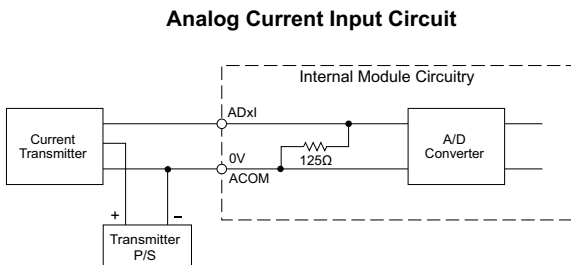 Analog Current Input Circuit
Internal Module Circuitry
ADxI
Current
Transmitter
A/D
Converter
0V
125Ω
ACOM
+
–
Transmitter
P/S